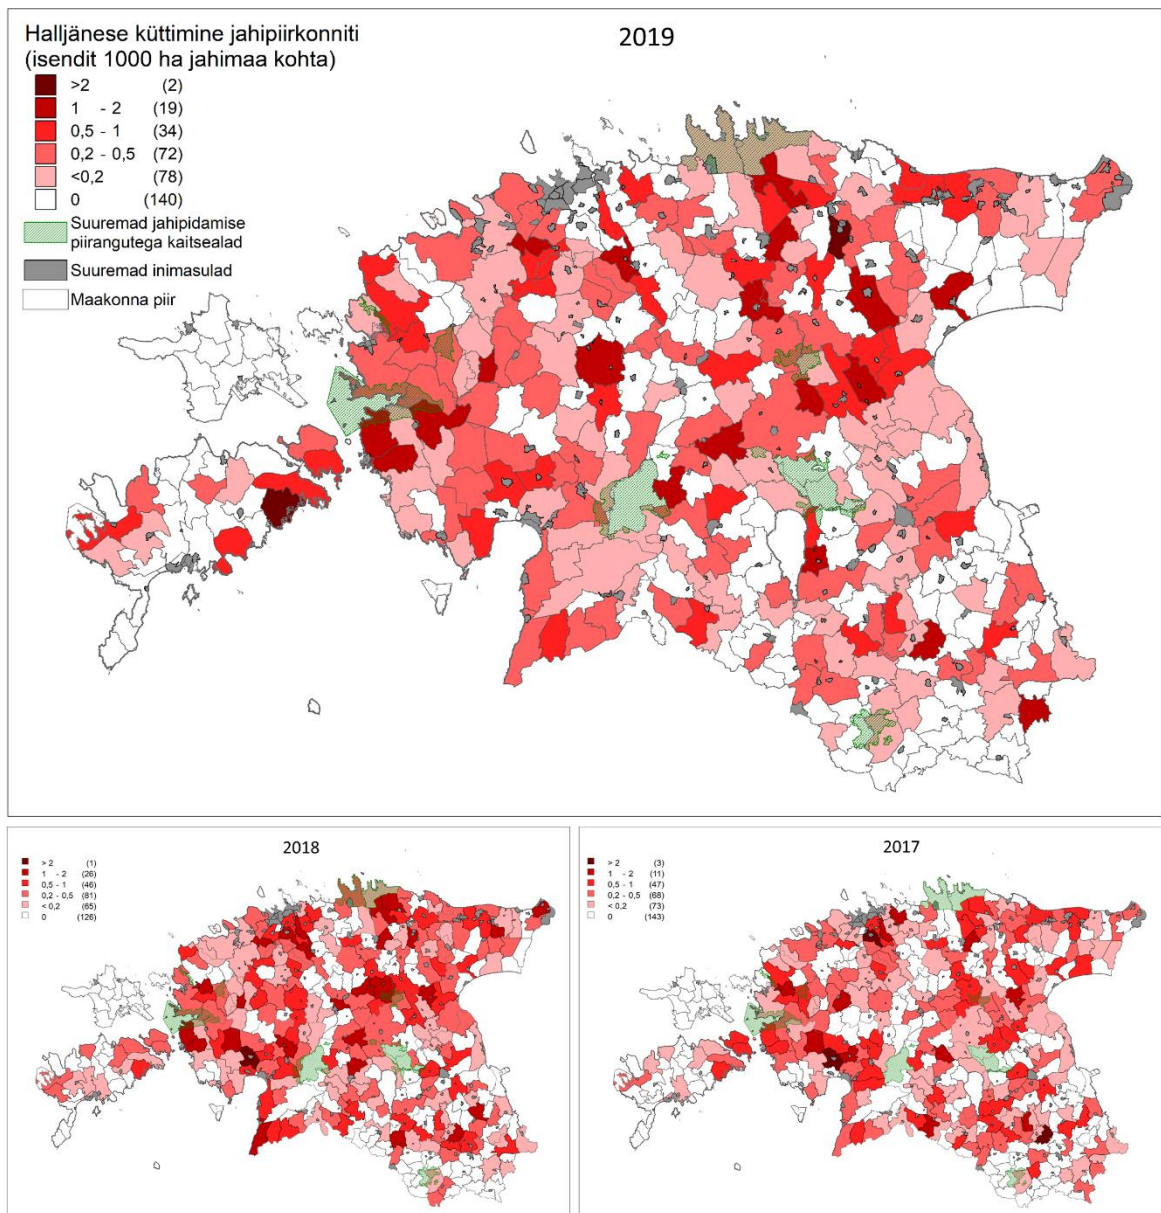 Halljänese küttimine jahipiirkonniti
(isendit 1000 ha jahimaa kohta)
2019
>2 (2)
1 - 2 (19)
0,5 - 1 (34)
0,2 - 0,5 (72)
<0,2 (78)
0 (140)
Suuremad jahipidamise
piirangutega kaitsealad
Suuremad inimasulad
Maakonna piir
2018
> 2 (1)
1 - 2 (26)
0,5 - 1 (46)
0,2 - 0,5 (81)
< 0,2 (65)
0 (126)
2017
> 2 (3)
1 - 2 (11)
0,5 - 1 (47)
0,2 - 0,5 (68)
< 0,2 (73)
0 (143)